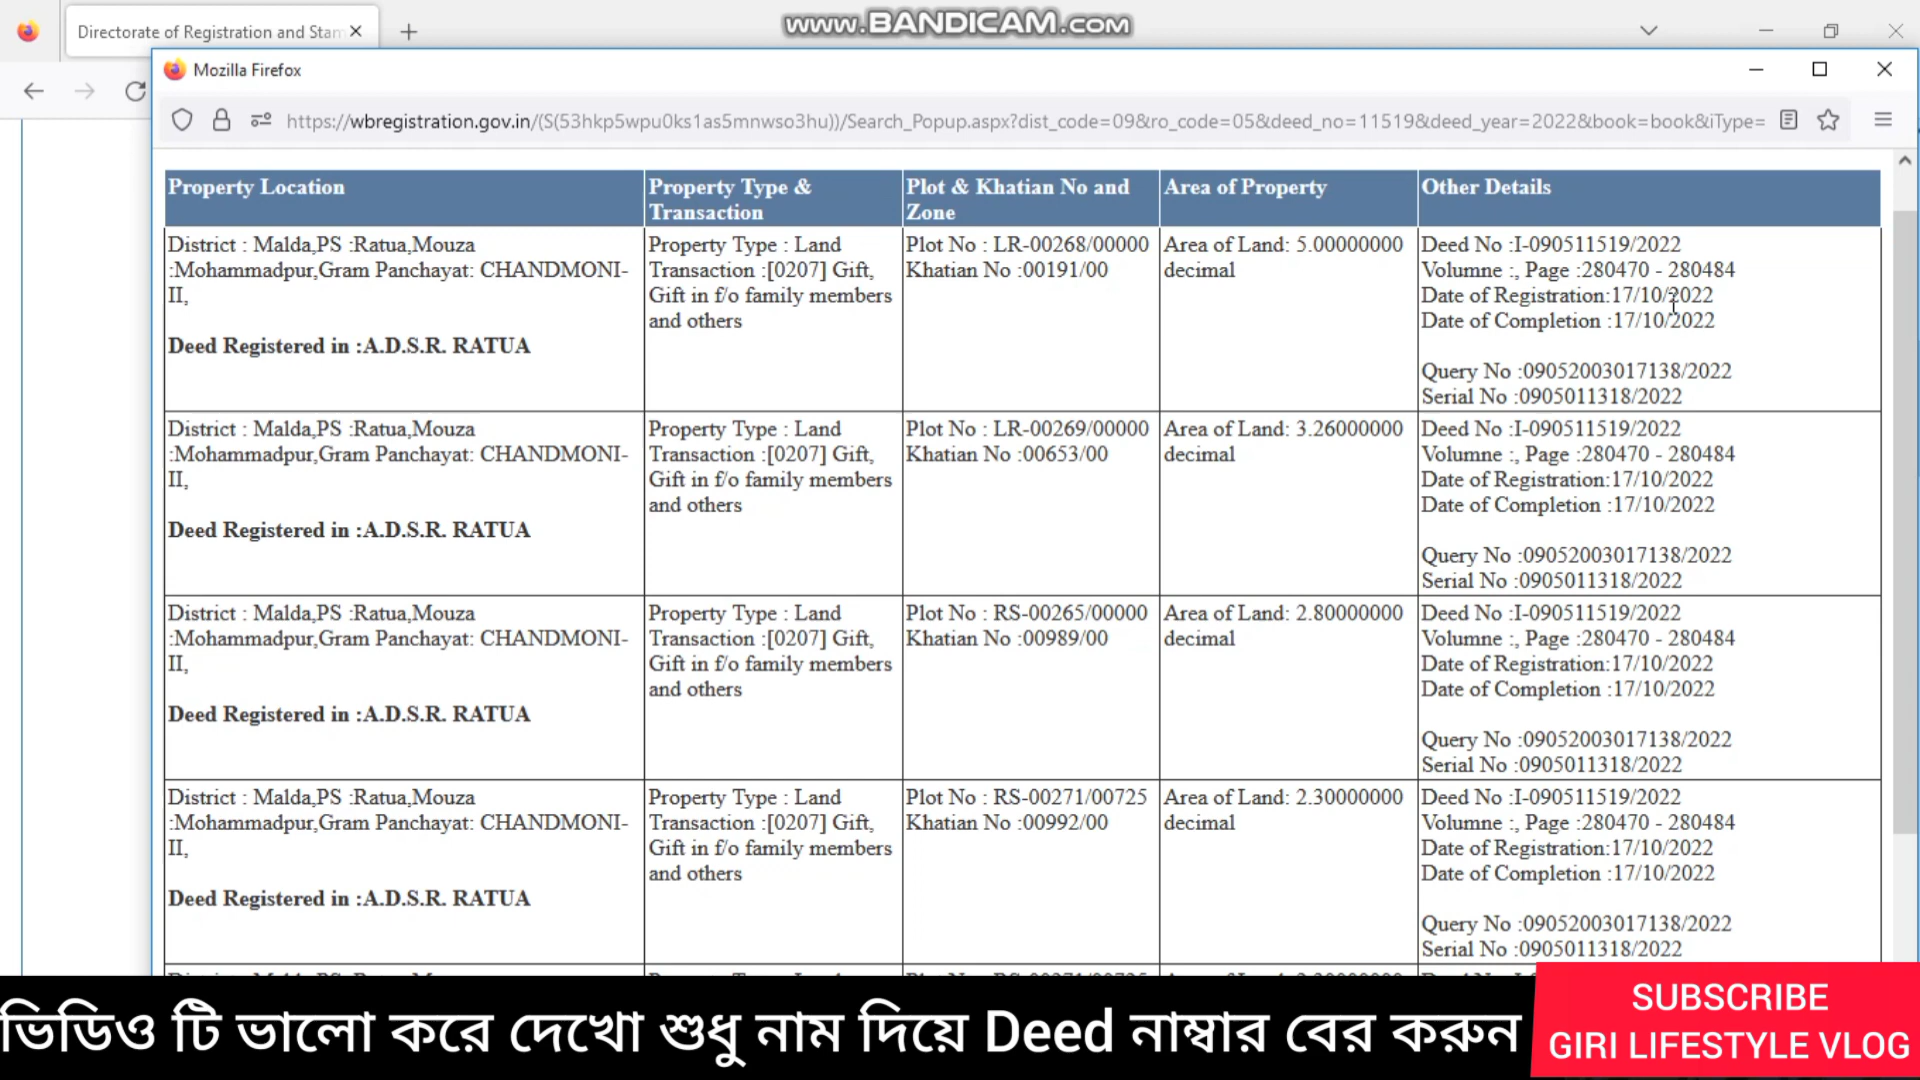 www.BANDICAM.com
Directorate of Registration and Stam
Mozilla Firefox
https://wbregistration.gov.in/(S(53hkp5wpu0ks1as5mnwso3hu))/Search_Popup.aspx?dist_code=09&ro_code=05&deed_no=11519&deed_year=2022&book=book&iType=
Property Location
Property Type &
Transaction
Plot & Khatian No and
Zone
Area of Property
Other Details
District : Malda,PS :Ratua,Mouza
:Mohammadpur,Gram Panchayat: CHANDMONI-
II,
Deed Registered in :A.D.S.R. RATUA
Property Type : Land
Transaction :[0207] Gift,
Gift in f/o family members
and others
Plot No : LR-00268/00000
Khatian No :00191/00
Area of Land: 5.00000000
decimal
Deed No :I-090511519/2022
Volumne :, Page :280470 - 280484
Date of Registration:17/10/2022
Date of Completion :17/10/2022
Query No :09052003017138/2022
Serial No :0905011318/2022
District : Malda,PS :Ratua,Mouza
:Mohammadpur,Gram Panchayat: CHANDMONI-
II,
Deed Registered in :A.D.S.R. RATUA
Property Type : Land
Transaction :[0207] Gift,
Gift in f/o family members
and others
Plot No : LR-00269/00000
Khatian No :00653/00
Area of Land: 3.26000000
decimal
Deed No :I-090511519/2022
Volumne :, Page :280470 - 280484
Date of Registration:17/10/2022
Date of Completion :17/10/2022
Query No :09052003017138/2022
Serial No :0905011318/2022
District : Malda,PS :Ratua,Mouza
:Mohammadpur,Gram Panchayat: CHANDMONI-
II,
Deed Registered in :A.D.S.R. RATUA
Property Type : Land
Transaction :[0207] Gift,
Gift in f/o family members
and others
Plot No : RS-00265/00000
Khatian No :00989/00
Area of Land: 2.80000000
decimal
Deed No :I-090511519/2022
Volumne :, Page :280470 - 280484
Date of Registration:17/10/2022
Date of Completion :17/10/2022
Query No :09052003017138/2022
Serial No :0905011318/2022
District : Malda,PS :Ratua,Mouza
:Mohammadpur,Gram Panchayat: CHANDMONI-
II,
Deed Registered in :A.D.S.R. RATUA
Property Type : Land
Transaction :[0207] Gift,
Gift in f/o family members
and others
Plot No : RS-00271/00725
Khatian No :00992/00
Area of Land: 2.30000000
decimal
Deed No :I-090511519/2022
Volumne :, Page :280470 - 280484
Date of Registration:17/10/2022
Date of Completion :17/10/2022
Query No :09052003017138/2022
Serial No :0905011318/2022
ভিডিও টি ভালো করে দেখো শুধু নাম দিয়ে Deed নাম্বার বের করুন
SUBSCRIBE
GIRI LIFESTYLE VLOG